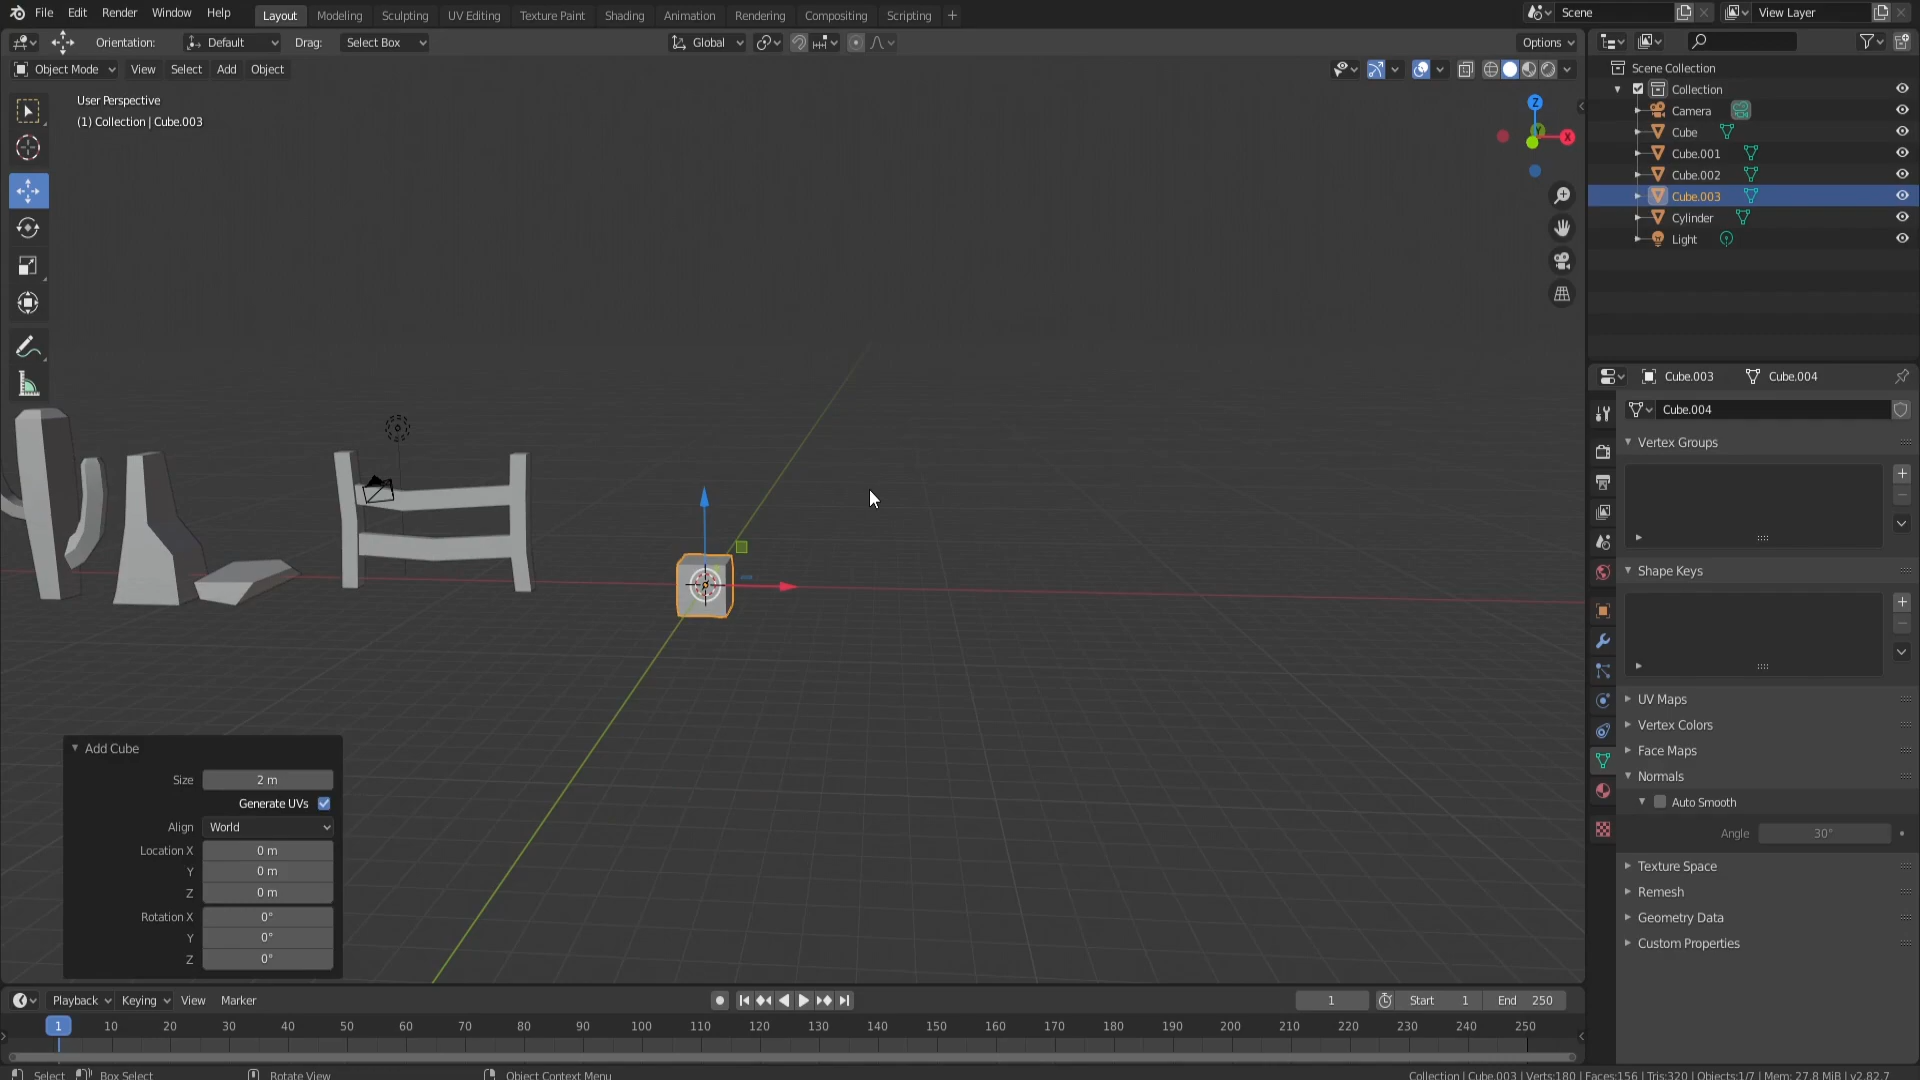 File Edit Render Window Help Layout Modeling Sculpting UV Editing Texture Paint Shading Animation Rendering Compositing Scripting + Scene View Layer
Orientation: Default Drag: Select Box Global Options
Object Mode View Select Add Object
User Perspective
(1) Collection | Cube.003
Z
Y
X
Scene Collection
Collection
Camera
Cube
Cube.001
Cube.002
Cube.003
Cylinder
Light
Cube.003 Cube.004
Cube.004
Vertex Groups
Shape Keys
UV Maps
Vertex Colors
Face Maps
Normals
Auto Smooth
Angle 30°
Texture Space
Remesh
Geometry Data
Custom Properties
Add Cube
Size 2 m
Generate UVs
Align World
Location X 0 m
Y 0 m
Z 0 m
Rotation X 0°
Y 0°
Z 0°
Playback Keying View Marker 1 Start 1 End 250
1 10 20 30 40 50 60 70 80 90 100 110 120 130 140 150 160 170 180 190 200 210 220 230 240 250
Select Box Select Rotate View Object Context Menu Collection | Cube.003 | Verts:180 | Faces:156 | Tris:320 | Objects:1/7 | Mem: 27.8 MiB | v2.82.7